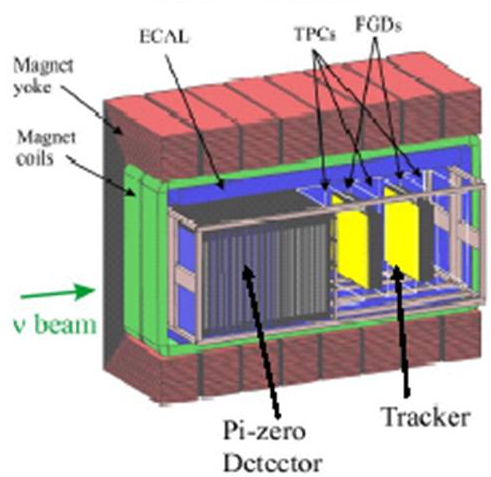 ECAL
TPCs
FGDs
Magnet
yoke
Magnet
coils
ν beam
Pi-zero
Detector
Tracker